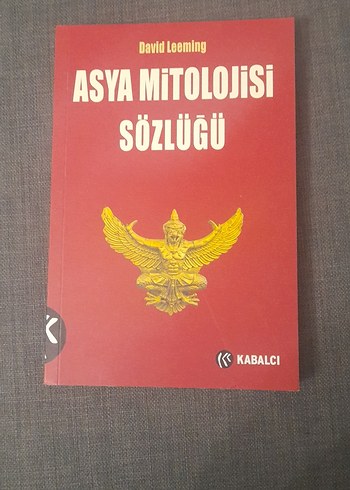 David Leeming
ASYA MiTOLOJiSi
SÖZLÜĞÜ
KABALCI